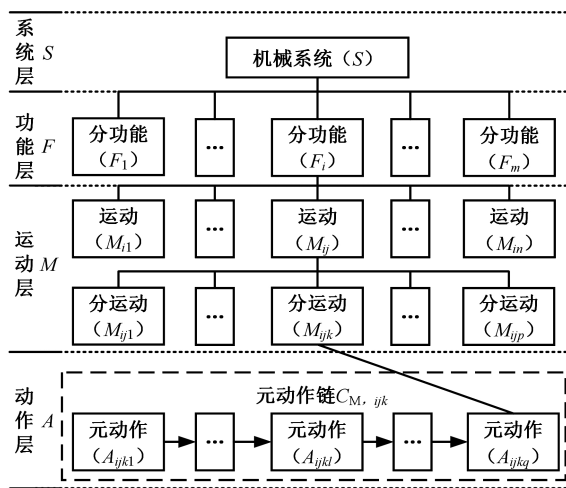 系统层 S
机械系统（S）
功能层 F
分功能 ... 分功能 ... 分功能
（F1） （Fi） （Fm）
运动层 M
运动 ... 运动 ... 运动
（Mi1） （Mij） （Min）
分运动 ... 分运动 ... 分运动
（Mij1） （Mijk） （Mijp）
动作层 A
元动作链CM，ijk
元动作 ... 元动作 ... 元动作
（Aijk1） （Aijkl） （Aijkq）